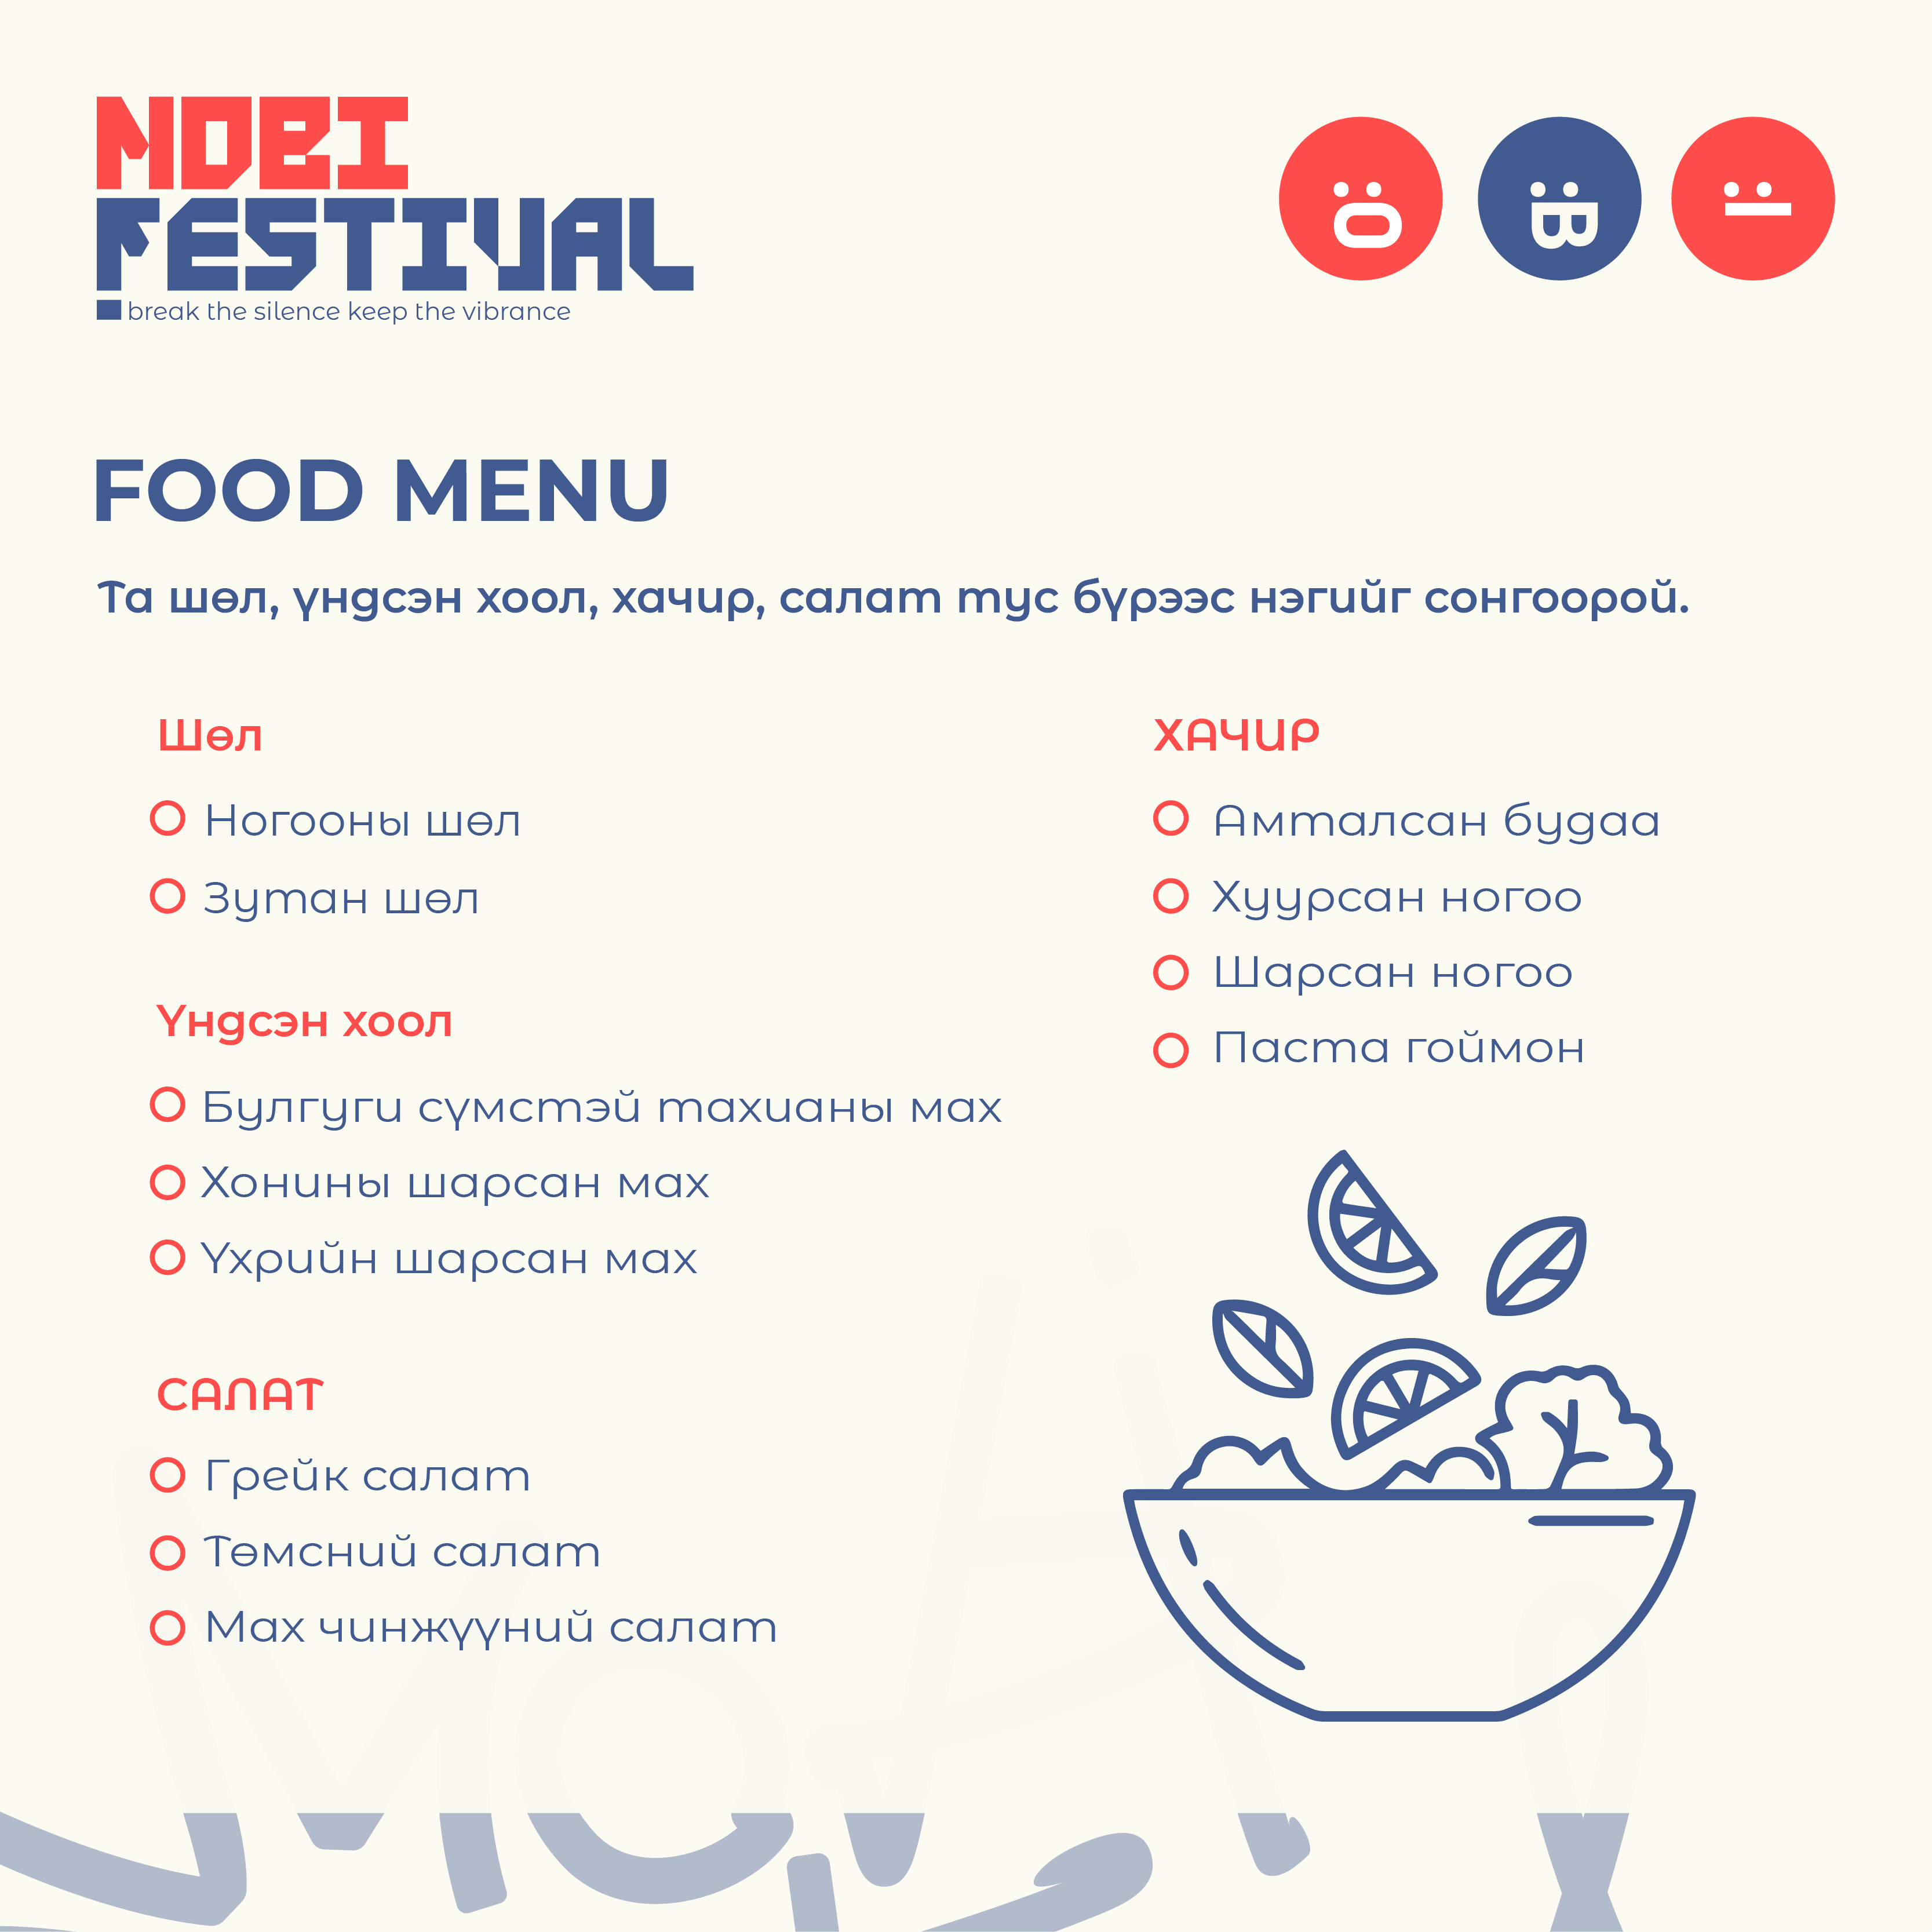 MOBI
FESTIVAL
break the silence keep the vibrance
FOOD MENU
Та шөл, үндсэн хоол, хачир, салат тус бүрээс нэгийг сонгоорой.
Шөл
Ногооны шөл
Зутан шөл
Үндсэн хоол
Булгуги сүмстэй тахианы мах
Хонины шарсан мах
Үхрийн шарсан мах
САЛАТ
Грейк салат
Төмсний салат
Мах чинжүүний салат
ХАЧИР
Амталсан будаа
Хуурсан ногоо
Шарсан ногоо
Паста гоймон